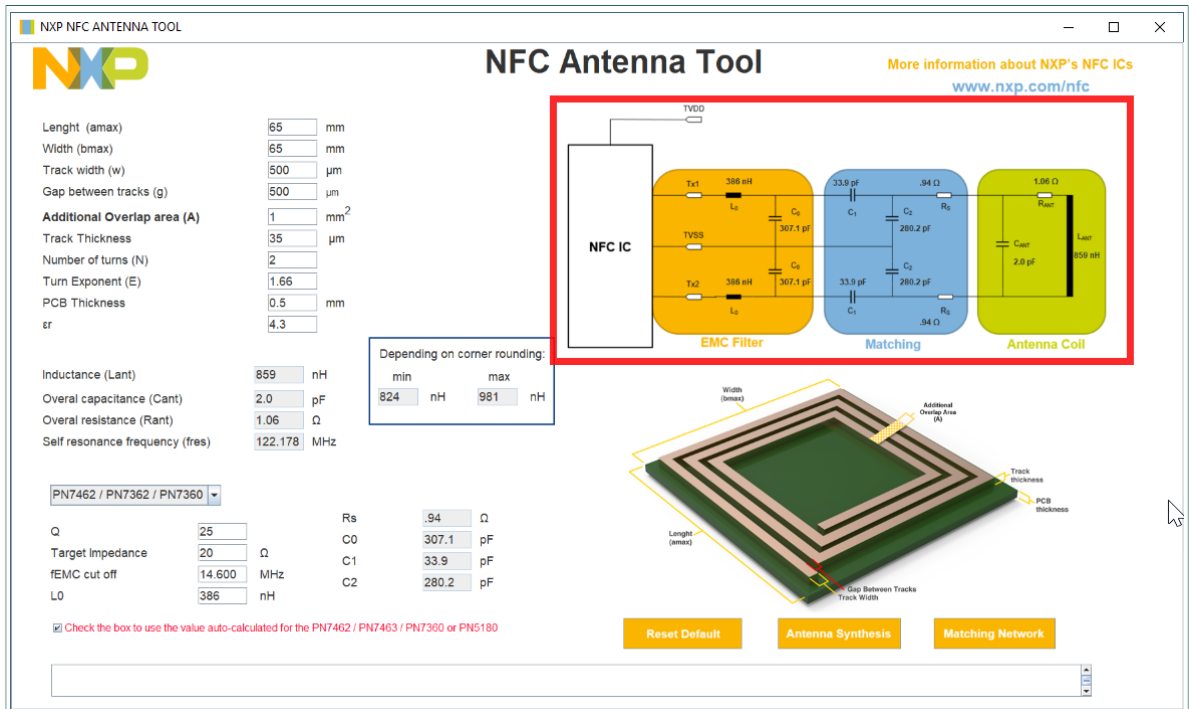 NXP NFC ANTENNA TOOL
NXP
NFC Antenna Tool
More information about NXP's NFC ICs
www.nxp.com/nfc
Lenght (amax) 65 mm
Width (bmax) 65 mm
Track width (w) 500 µm
Gap between tracks (g) 500 µm
Additional Overlap area (A) 1 mm2
Track Thickness 35 µm
Number of turns (N) 2
Turn Exponent (E) 1.66
PCB Thickness 0.5 mm
εr 4.3
Inductance (Lant) 859 nH
Overal capacitance (Cant) 2.0 pF
Overal resistance (Rant) 1.06 Ω
Self resonance frequency (fres) 122.178 MHz
Depending on corner rounding:
min max
824 nH 981 nH
PN7462 / PN7362 / PN7360
Q 25
Target Impedance 20 Ω
fEMC cut off 14.600 MHz
L0 386 nH
Rs .94 Ω
C0 307.1 pF
C1 33.9 pF
C2 280.2 pF
Check the box to use the value auto-calculated for the PN7462 / PN7463 / PN7360 or PN5180
TVDD
NFC IC
Tx1 386 nH
L0
C0
307.1 pF
TVSS
C0
307.1 pF
Tx2 386 nH
L0
EMC Filter
33.9 pF .94 Ω
C1 C2 RS
280.2 pF
C2
33.9 pF 280.2 pF
C1 RS
.94 Ω
Matching
1.06 Ω
RANT
CANT
2.0 pF
LANT
859 nH
Antenna Coil
Width
(bmax)
Additional
Overlap Area
(A)
Track
thickness
PCB
thickness
Lenght
(amax)
Gap Between Tracks
Track Width
Reset Default
Antenna Synthesis
Matching Network